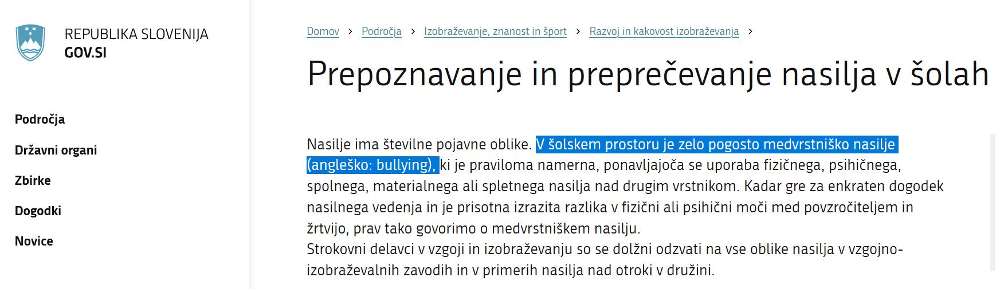 REPUBLIKA SLOVENIJA
GOV.SI
Področja
Državni organi
Zbirke
Dogodki
Novice
Domov > Področja > Izobraževanje, znanost in šport > Razvoj in kakovost izobraževanja >
Prepoznavanje in preprečevanje nasilja v šolah
Nasilje ima številne pojavne oblike. V šolskem prostoru je zelo pogosto medvrstniško nasilje
(angleško: bullying), ki je praviloma namerna, ponavljajoča se uporaba fizičnega, psihičnega,
spolnega, materialnega ali spletnega nasilja nad drugim vrstnikom. Kadar gre za enkraten dogodek
nasilnega vedenja in je prisotna izrazita razlika v fizični ali psihični moči med povzročiteljem in
žrtvijo, prav tako govorimo o medvrstniškem nasilju.
Strokovni delavci v vzgoji in izobraževanju so se dolžni odzvati na vse oblike nasilja v vzgojno-
izobraževalnih zavodih in v primerih nasilja nad otroki v družini.